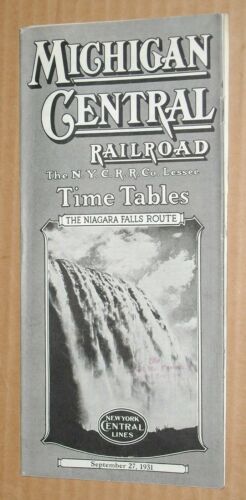 MICHIGAN
CENTRAL
RAILROAD
The N.Y.C.R.R.Co. Lessee
Time Tables
THE NIAGARA FALLS ROUTE
NEW YORK
CENTRAL
LINES
September 27, 1931